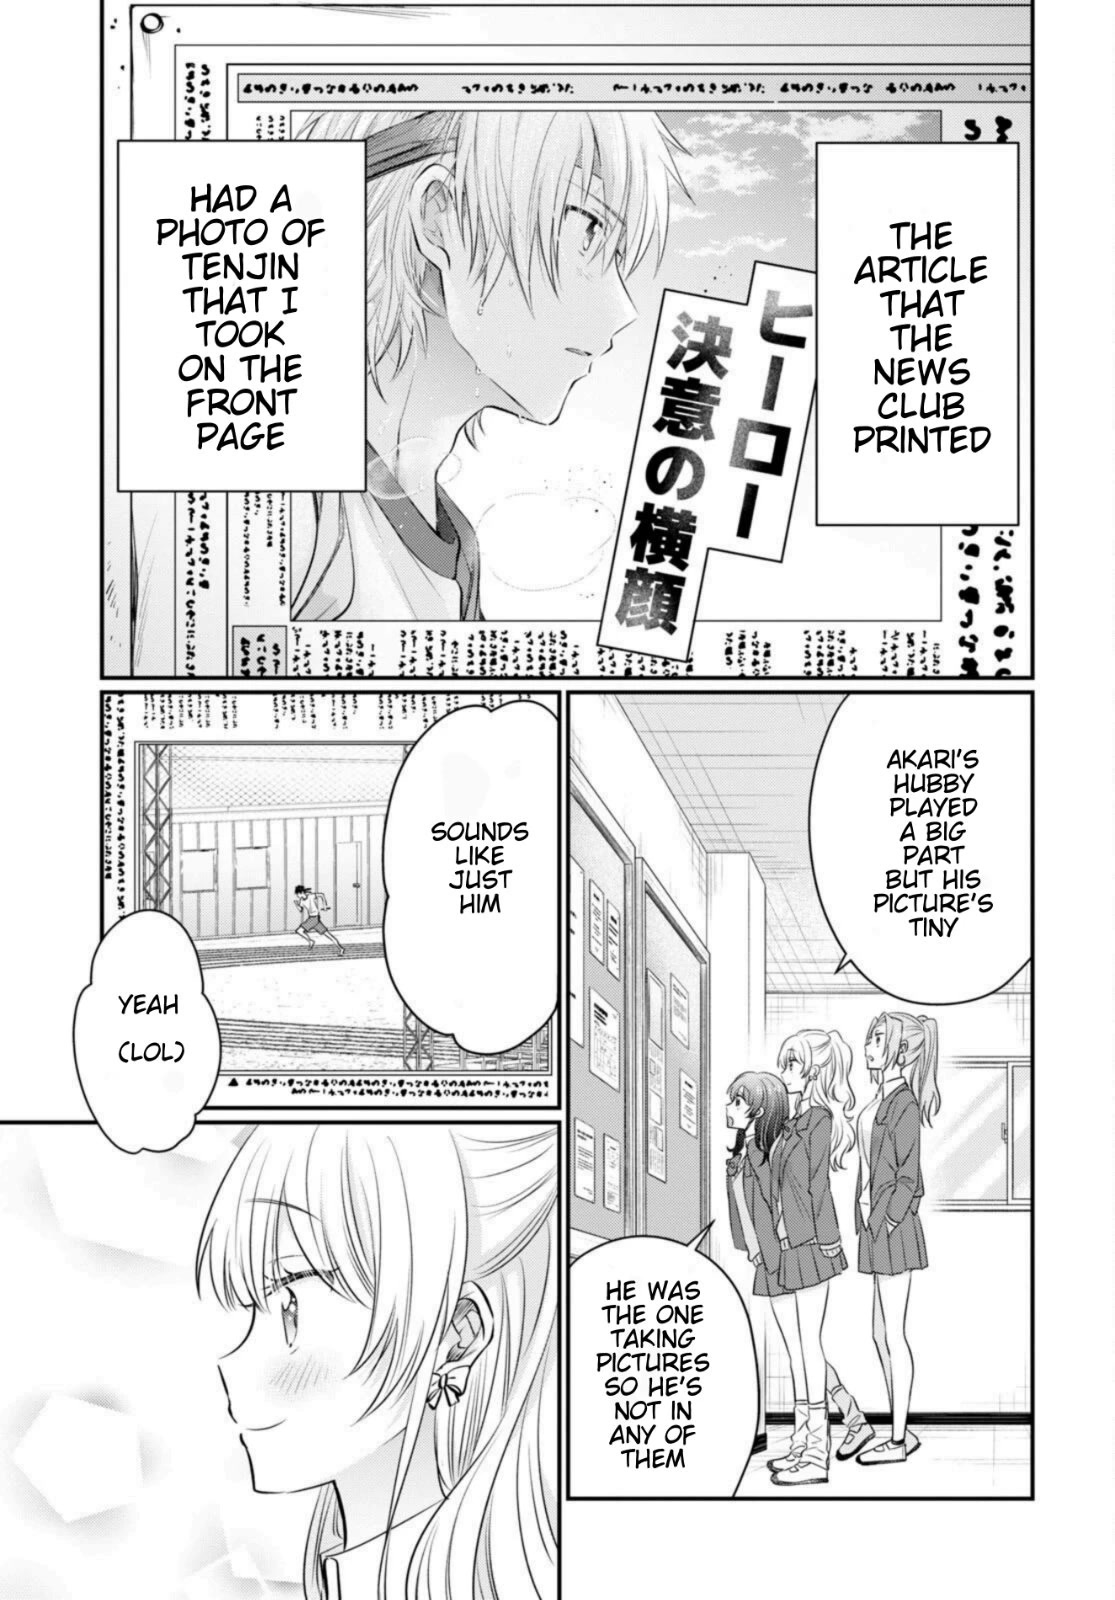 THE
ARTICLE
THAT
THE
NEWS
CLUB
PRINTED
HAD A
PHOTO OF
TENJIN
THAT I
TOOK
ON THE
FRONT
PAGE
ヒーロー
決意の横顔
AKARI'S
HUBBY
PLAYED
A BIG
PART
BUT HIS
PICTURE'S
TINY
HE WAS
THE ONE
TAKING
PICTURES
SO HE'S
NOT IN
ANY OF
THEM
SOUNDS
LIKE
JUST
HIM
YEAH
(LOL)